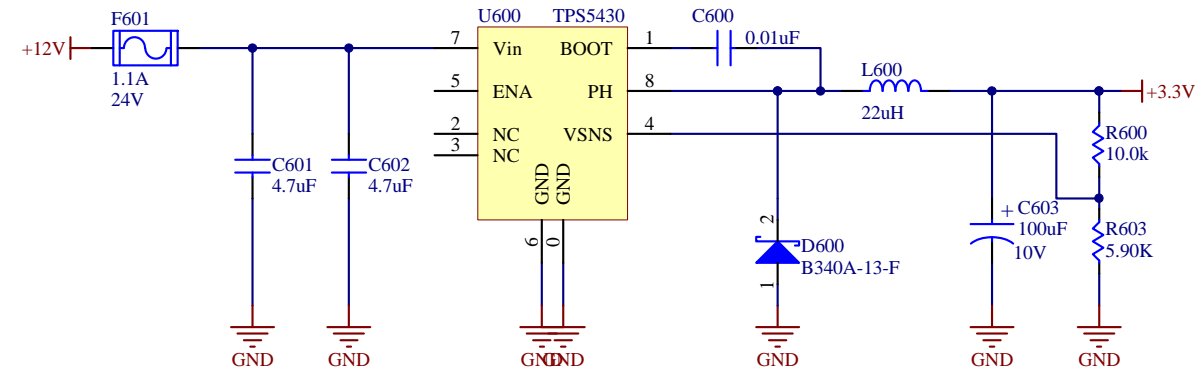 F601
+12V
1.1A
24V
C601
4.7uF
C602
4.7uF
U600
TPS5430
7
Vin
5
ENA
2
NC
3
NC
BOOT
1
PH
8
VSNS
4
GND
GND
6
0
C600
0.01uF
L600
22uH
+3.3V
2
D600
B340A-13-F
1
+
C603
100uF
10V
R600
10.0k
R603
5.90K
GND
GND
GND
GND
GND
GND
GND